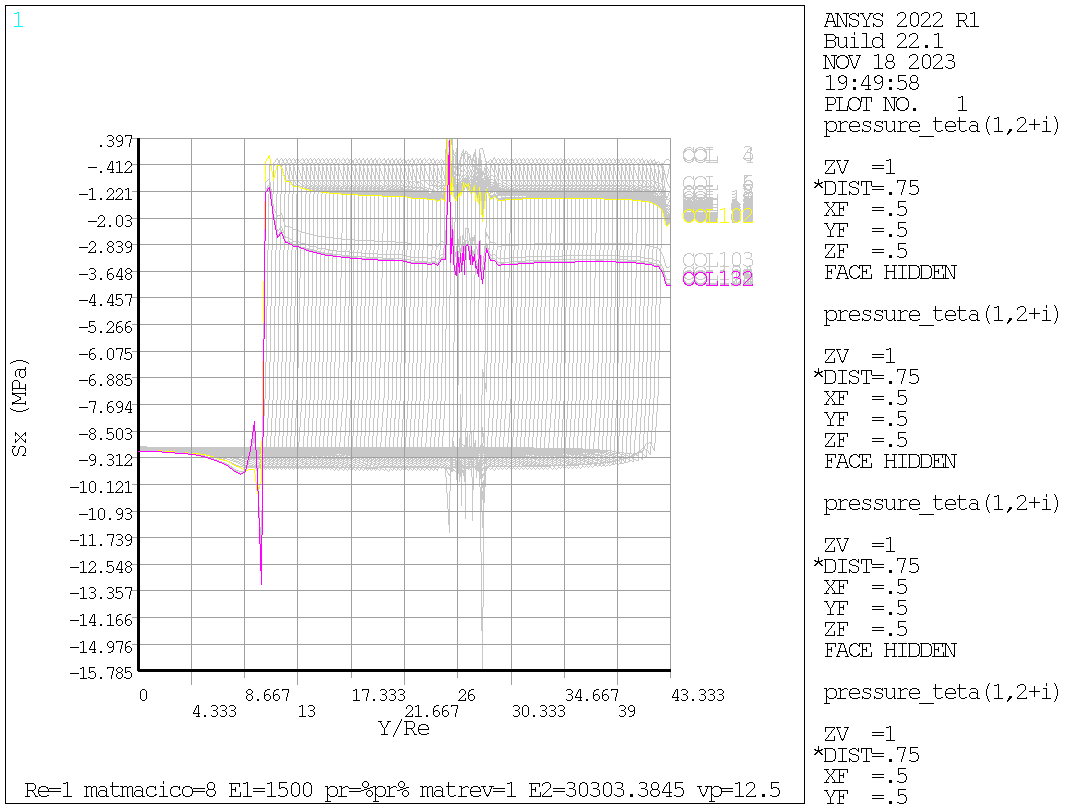 1
ANSYS 2022 R1
Build 22.1
NOV 18 2023
19:49:58
PLOT NO.   1
pressure_teta(1,2+i)
ZV  =1
*DIST=.75
XF  =.5
YF  =.5
ZF  =.5
FACE HIDDEN
pressure_teta(1,2+i)
ZV  =1
*DIST=.75
XF  =.5
YF  =.5
ZF  =.5
FACE HIDDEN
pressure_teta(1,2+i)
ZV  =1
*DIST=.75
XF  =.5
YF  =.5
ZF  =.5
FACE HIDDEN
pressure_teta(1,2+i)
ZV  =1
*DIST=.75
XF  =.5
YF  =.5
.397
-.412
-1.221
-2.03
-2.839
-3.648
-4.457
-5.266
-6.075
-6.885
-7.694
-8.503
-9.312
-10.121
-10.93
-11.739
-12.548
-13.357
-14.166
-14.976
-15.785
Sx (MPa)
COL
COL
COL102
COL103
COL132
0
4.333
8.667
13
17.333
21.667
26
30.333
34.667
39
43.333
Y/Re
Re=1 matmacico=8 E1=1500 pr=%pr% matrev=1 E2=30303.3845 vp=12.5